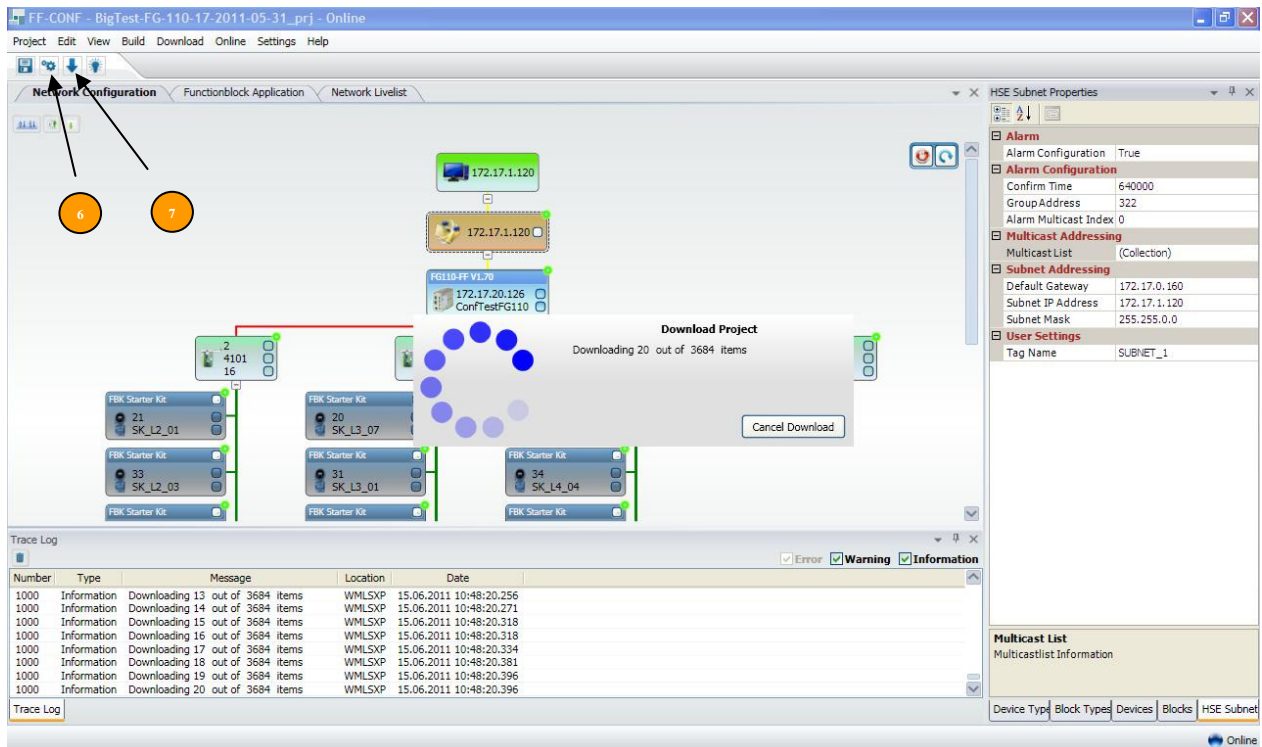 FF-CONF - BigTest-FG-110-17-2011-05-31_prj - Online
Project Edit View Build Download Online Settings Help
Network Configuration Functionblock Application Network Livelist
6
7
172.17.1.120
172.17.1.120
FG110-FF V1.70
172.17.20.126
ConfTestFG110
2
4101
16
Download Project
Downloading 20 out of 3684 items
Cancel Download
FBK Starter Kit
21
SK_L2_01
FBK Starter Kit
20
SK_L3_07
FBK Starter Kit
33
SK_L2_03
FBK Starter Kit
31
SK_L3_01
FBK Starter Kit
34
SK_L4_04
FBK Starter Kit
FBK Starter Kit
FBK Starter Kit
HSE Subnet Properties
Alarm
Alarm Configuration True
Alarm Configuration
Confirm Time 640000
GroupAddress 322
Alarm Multicast Index 0
Multicast Addressing
Multicast List (Collection)
Subnet Addressing
Default Gateway 172.17.0.160
Subnet IP Address 172.17.1.120
Subnet Mask 255.255.0.0
User Settings
Tag Name SUBNET_1
Multicast List
Multicastlist Information
Device Type Block Types Devices Blocks HSE Subnet
Trace Log
Error Warning Information
Number Type Message Location Date
1000 Information Downloading 13 out of 3684 items WMLSXP 15.06.2011 10:48:20.256
1000 Information Downloading 14 out of 3684 items WMLSXP 15.06.2011 10:48:20.271
1000 Information Downloading 15 out of 3684 items WMLSXP 15.06.2011 10:48:20.318
1000 Information Downloading 16 out of 3684 items WMLSXP 15.06.2011 10:48:20.318
1000 Information Downloading 17 out of 3684 items WMLSXP 15.06.2011 10:48:20.334
1000 Information Downloading 18 out of 3684 items WMLSXP 15.06.2011 10:48:20.381
1000 Information Downloading 19 out of 3684 items WMLSXP 15.06.2011 10:48:20.396
1000 Information Downloading 20 out of 3684 items WMLSXP 15.06.2011 10:48:20.396
Trace Log
Online